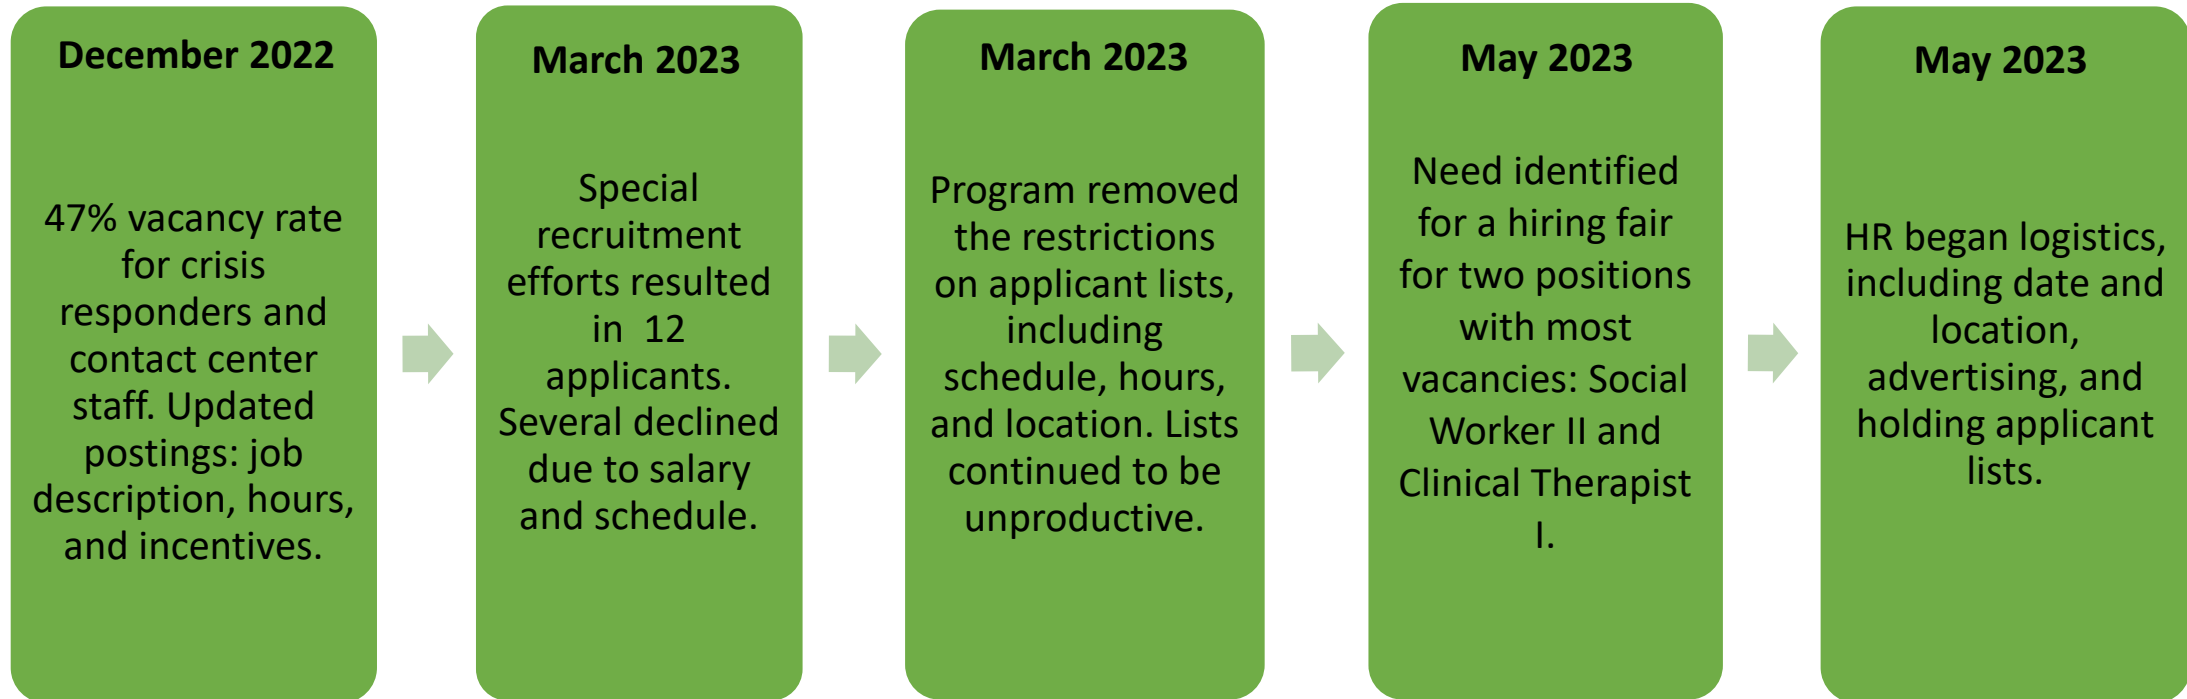 December 2022
47% vacancy rate
for crisis
responders and
contact center
staff. Updated
postings: job
description, hours,
and incentives.
March 2023
Special
recruitment
efforts resulted
in  12
applicants.
Several declined
due to salary
and schedule.
March 2023
Program removed
the restrictions
on applicant lists,
including
schedule, hours,
and location. Lists
continued to be
unproductive.
May 2023
Need identified
for a hiring fair
for two positions
with most
vacancies: Social
Worker II and
Clinical Therapist
I.
May 2023
HR began logistics,
including date and
location,
advertising, and
holding applicant
lists.